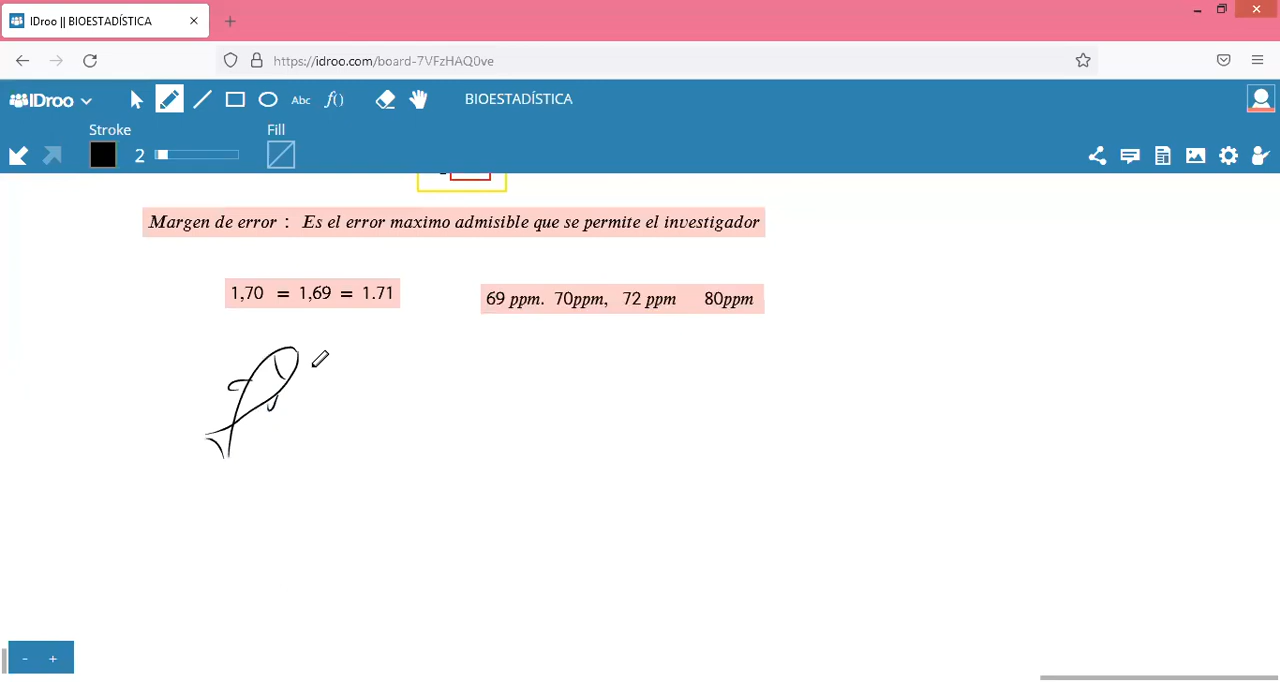 IDroo || BIOESTADÍSTICA
https://idroo.com/board-7VFzHAQ0ve
IDroo Abc f() BIOESTADÍSTICA
Stroke Fill
2
Margen de error : Es el error maximo admisible que se permite el investigador
1,70 = 1,69 = 1.71
69 ppm. 70ppm, 72 ppm 80ppm
- +